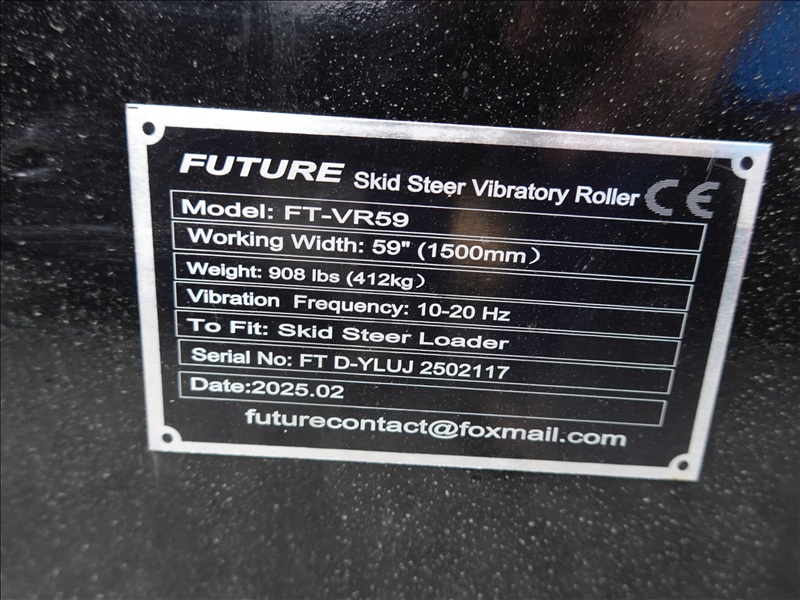 FUTURE Skid Steer Vibratory Roller CE
Model: FT-VR59
Working Width: 59" (1500mm）
Weight: 908 lbs (412kg）
Vibration Frequency: 10-20 Hz
To Fit: Skid Steer Loader
Serial No: FT D-YLUJ 2502117
Date:2025.02
futurecontact@foxmail.com